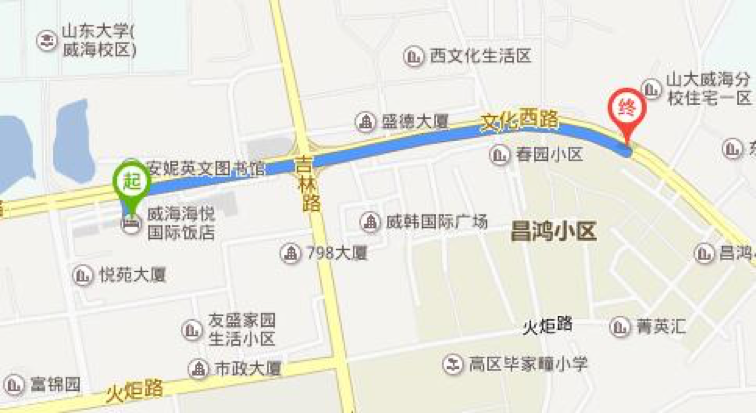 山东大学(
威海校区)
西文化生活区
山大威海分
校住宅一区
终
盛德大厦
文化西路
安妮英文图书馆
春园小区
起
吉林路
威海海悦
国际饭店
威韩国际广场
昌鸿小区
798大厦
昌鸿
悦苑大厦
友盛家园
生活小区
火炬路
菁英汇
市政大厦
高区毕家疃小学
富锦园
火炬路